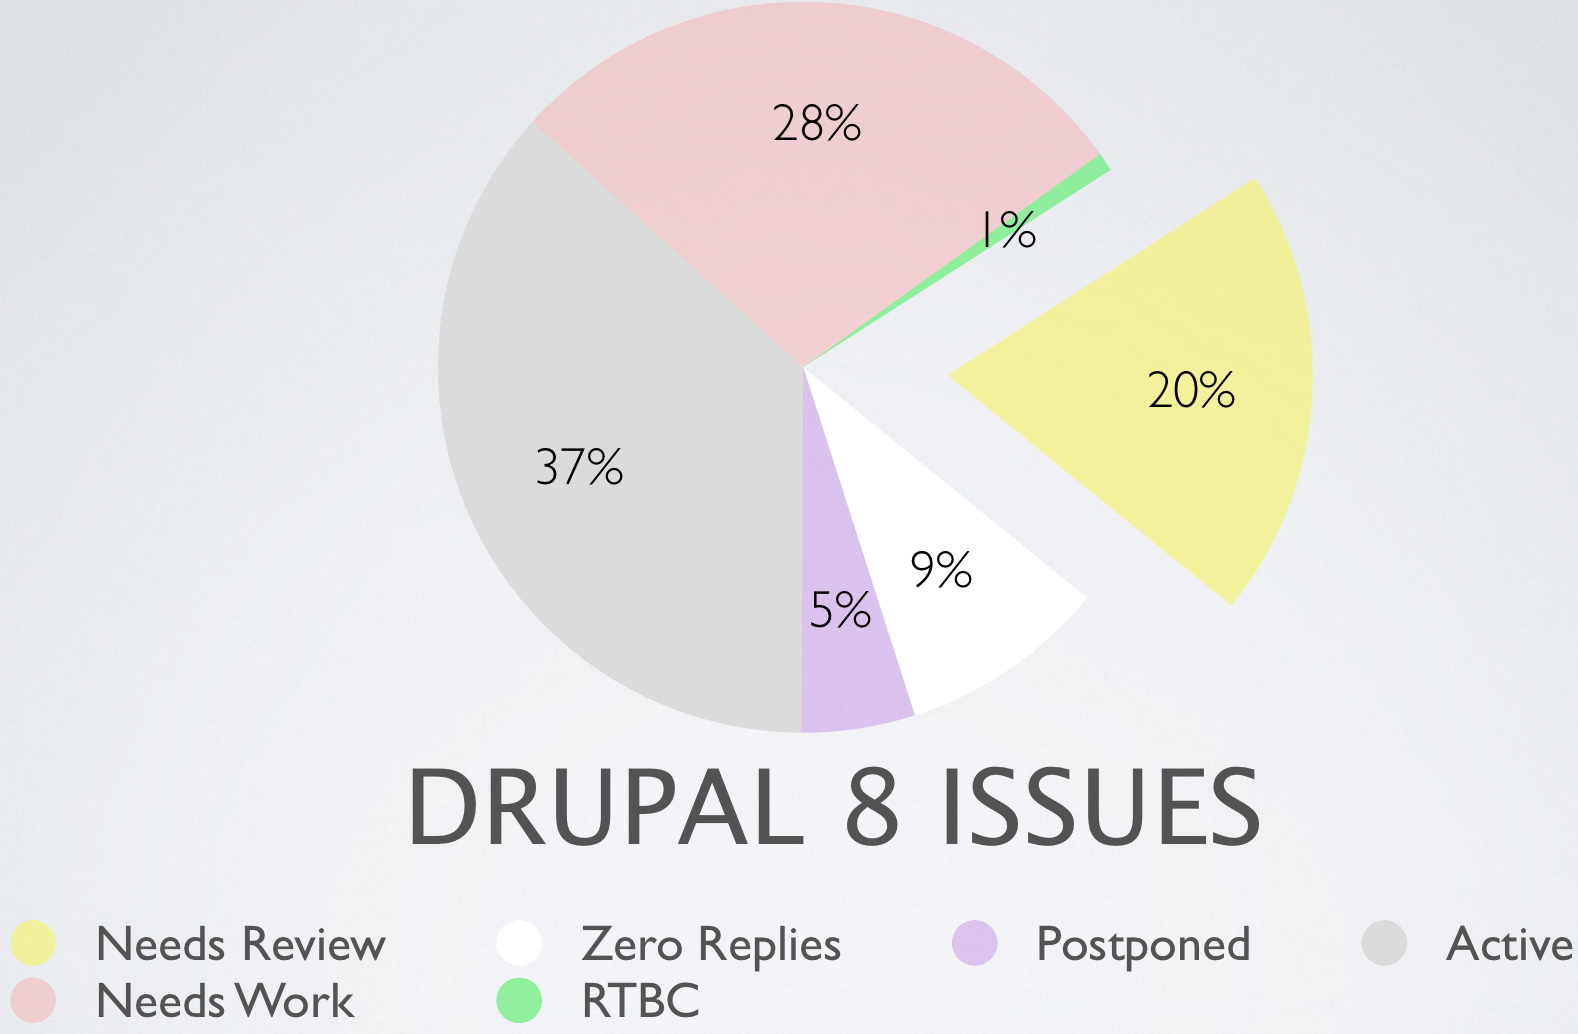 28%
1%
20%
37%
9%
5%
DRUPAL 8 ISSUES
Needs Review Zero Replies Postponed Active
Needs Work RTBC